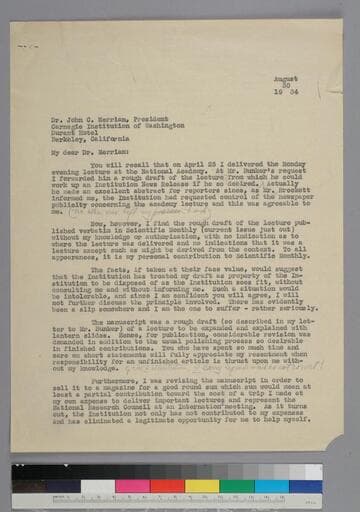 August
30
19 34
Dr. John C. Merriam, President
Carnegie Institution of Washington
Durant Hotel
Berkeley, California
My dear Dr. Merriam:
You will recall that on April 23 I delivered the Monday
evening lecture at the National Academy. At Mr. Bunker's request
I forwarded him a rough draft of the lecture from which he could
work up an Institution News Release if he so desired. Actually
he made an excellent abstract for reporters since, as Mr. Brockett
informed me, the Institution had requested control of the newspaper
publicity concerning the academy lecture and this was agreeable to
me.
Now, however, I find the rough draft of the lecture pub-
lished verbatim in Scientific Monthly (current issue just out)
without my knowledge or authorization, with no indication as to
where the lecture was delivered and no indications that it was a
lecture except such as might be derived from the context. To all
appearances, it is my personal contribution to Scientific Monthly.
The facts, if taken at their face value, would suggest
that the Institution has treated my draft as property of the In-
stitution to be disposed of as the Institution sees fit, without
consulting me and without informing me. Such a situation would
be intolerable, and since I am confident you will agree, I will
not further discuss the principle involved. There has evidently
been a slip somewhere and I am the one to suffer - rather seriously.
The manuscript was a rough draft (so described in my let-
ter to Mr. Bunker) of a lecture to be expanded and explained with
lantern slides. Even so, for publication, considerable revision was
demanded in addition to the usual polishing process so desirable
in finished contributions. You who have spent so much time and
care on short statements will fully appreciate my resentment when
responsibility for an unfinished article is thrust upon me with-
out my knowledge.
Furthermore, I was revising the manuscript in order to
sell it to a magazine for a good round sum which sum would mean at
least a partial contribution toward the cost of a trip I made at
my own expense to deliver important lectures and represent the
National Research Council at an International meeting. As it turns
out, the Institution not only has not contributed to my expenses
and has eliminated a legitimate opportunity for me to help myself.